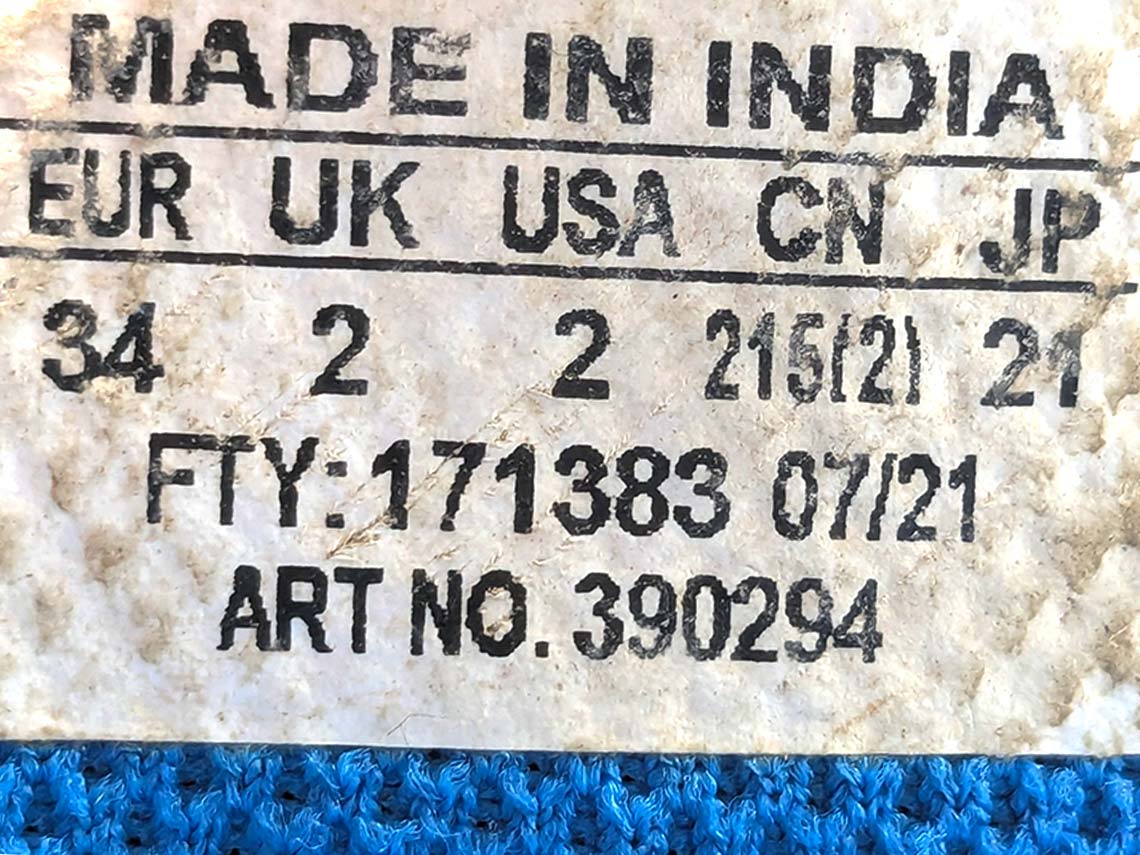 MADE IN INDIA
EUR UK USA CN JP
34 2 2 215(2) 21
FTY: 171383 07/21
ART NO. 390294